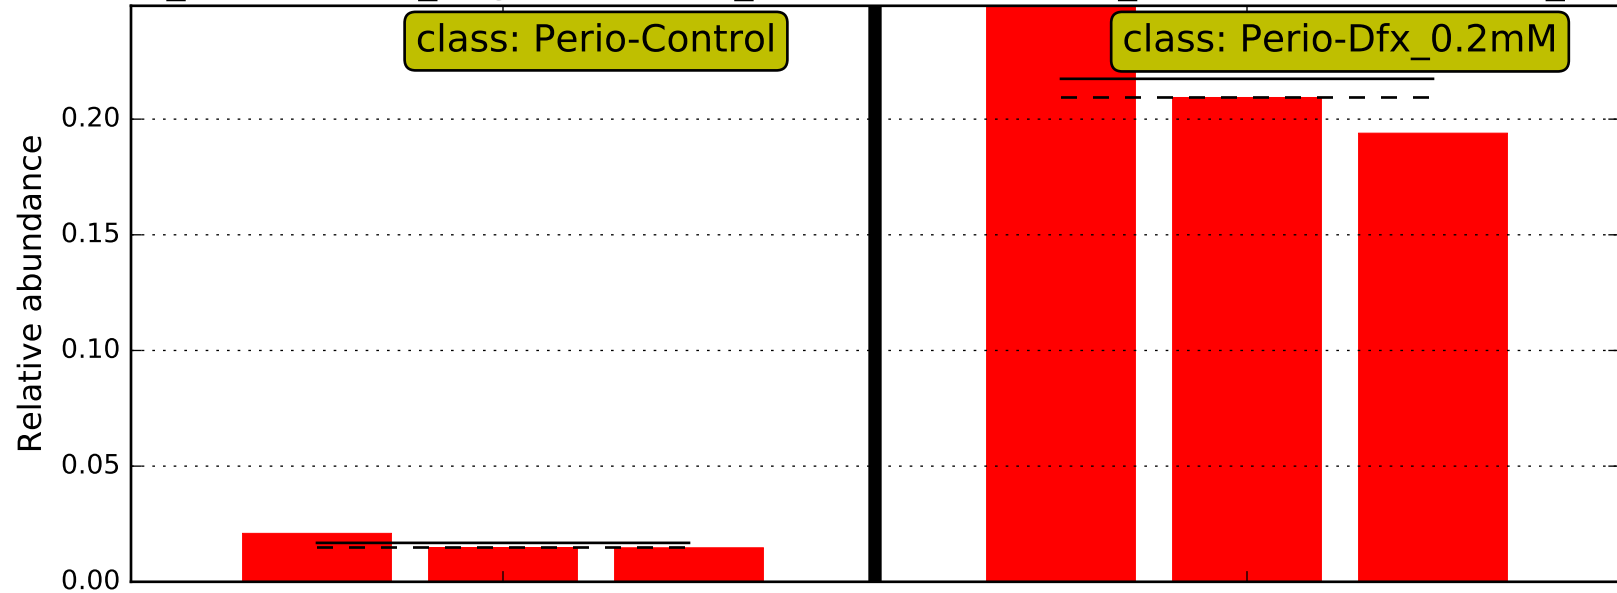 class: Perio-Control
class: Perio-Dfx_0.2mM
Relative abundance
0.20
0.15
0.10
0.05
0.00